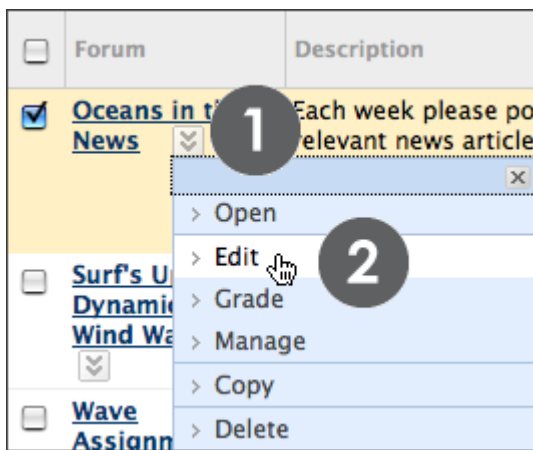 Forum Description
Oceans in t Each week please po
News relevant news article
1
Open
Edit
2
Surf's U
Dynami Grade
Wind Wa Manage
Copy
Wave
Assignm Delete